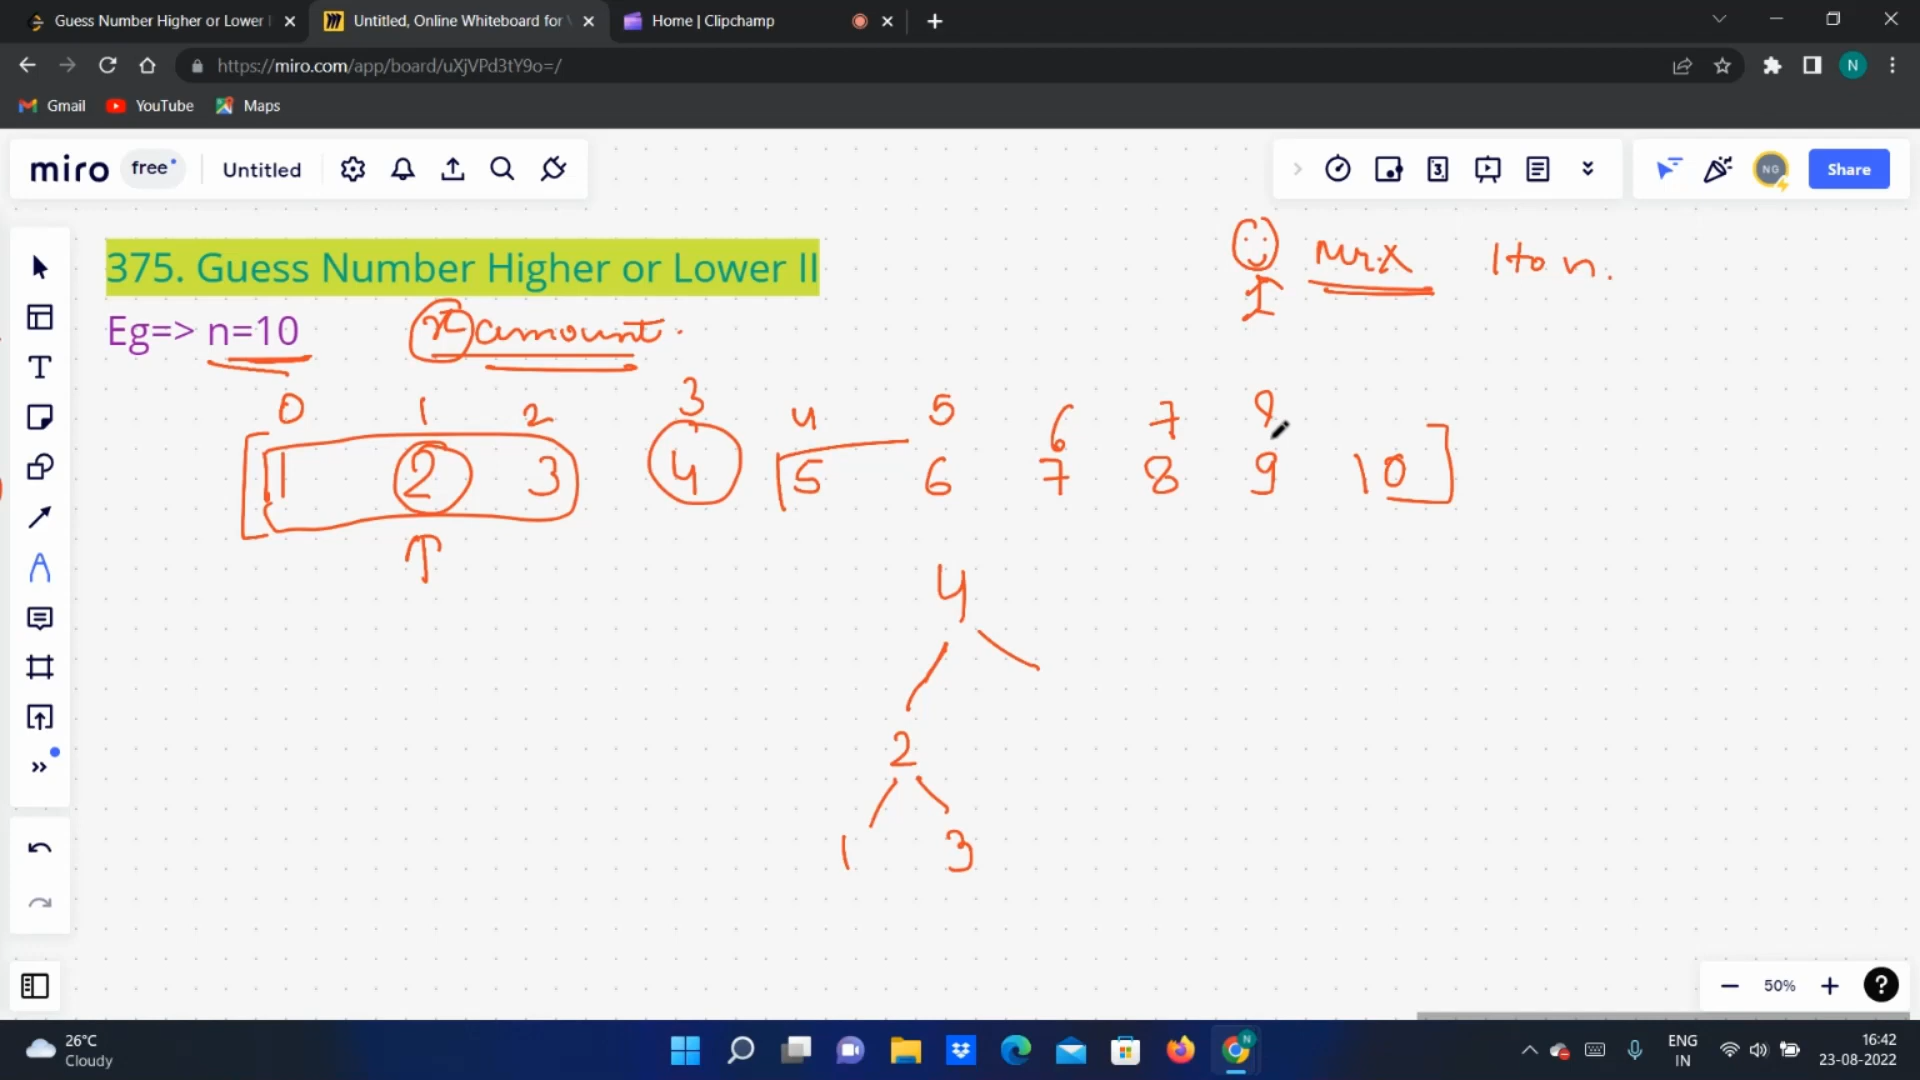 Guess Number Higher or Lower I
Untitled, Online Whiteboard for V
Home | Clipchamp
https://miro.com/app/board/uXjVPd3tY9o=/
N
Gmail
YouTube
Maps
miro
free
Untitled
3
NG
Share
375. Guess Number Higher or Lower II
Mr.X
1 to n.
I
Eg=> n=10
x amount.
0 1 2 3 4 5 6 7 8
[1 2 3 4 5 6 7 8 9 10]
4
2
1 3
T
A
50%
?
26°C
Cloudy
N
ENG
IN
16:42
23-08-2022